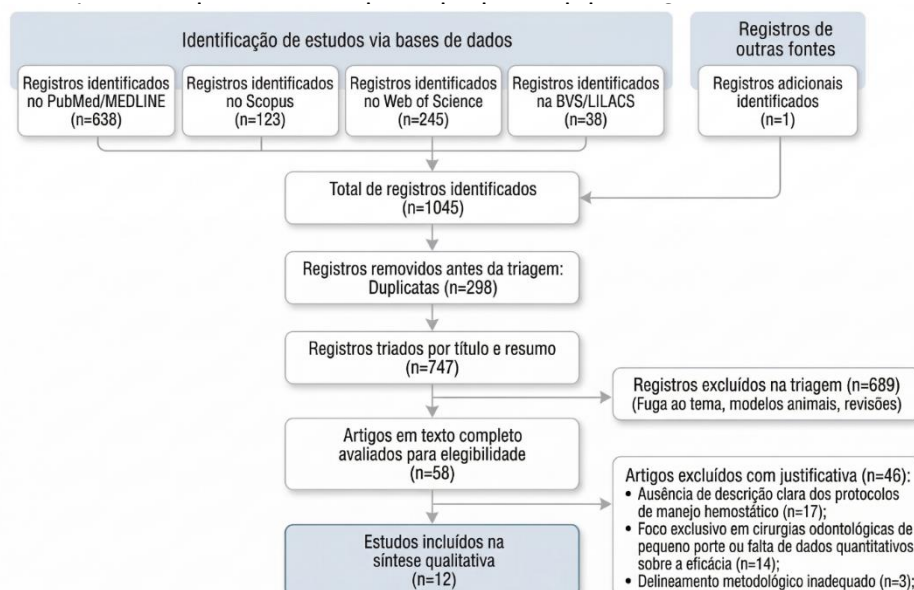 Identificação de estudos via bases de dados
Registros de
outras fontes
Registros identificados
no PubMed/MEDLINE
(n=638)
Registros identificados
no Scopus
(n=123)
Registros identificados
no Web of Science
(n=245)
Registros identificados
na BVS/LILACS
(n=38)
Registros adicionais
identificados
(n=1)
Total de registros identificados
(n=1045)
Registros removidos antes da triagem:
Duplicatas (n=298)
Registros triados por título e resumo
(n=747)
Registros excluídos na triagem (n=689)
(Fuga ao tema, modelos animais, revisões)
Artigos em texto completo
avaliados para elegibilidade
(n=58)
Artigos excluídos com justificativa (n=46):
• Ausência de descrição clara dos protocolos
de manejo hemostático (n=17);
• Foco exclusivo em cirurgias odontológicas de
pequeno porte ou falta de dados quantitativos
sobre a eficácia (n=14);
• Delineamento metodológico inadequado (n=3);
Estudos incluídos na
síntese qualitativa
(n=12)